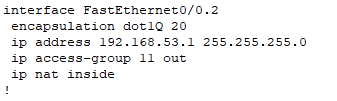 interface FastEthernet0/0.2
 encapsulation dot1Q 20
 ip address 192.168.53.1 255.255.255.0
 ip access-group 11 out
 ip nat inside
!